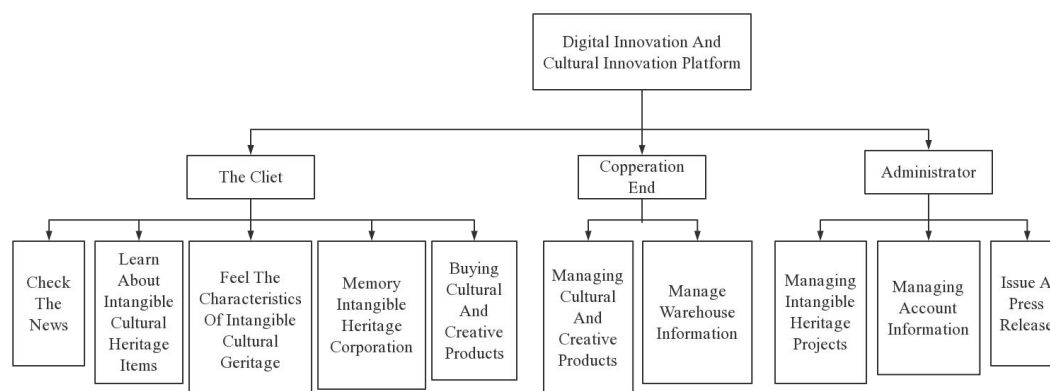 Digital Innovation And
Cultural Innovation Platform
The Cliet
Copperation
End
Administrator
Check
The
News
Learn
About
Intangible
Cultural
Heritage
Items
Feel The
Characteristics
Of Intangible
Cultural
Geritage
Memory
Intangible
Heritage
Corporation
Buying
Cultural
And
Creative
Products
Managing
Cultural
And
Creative
Products
Manage
Warehouse
Information
Managing
Intangible
Heritage
Projects
Managing
Account
Information
Issue A
Press
Release